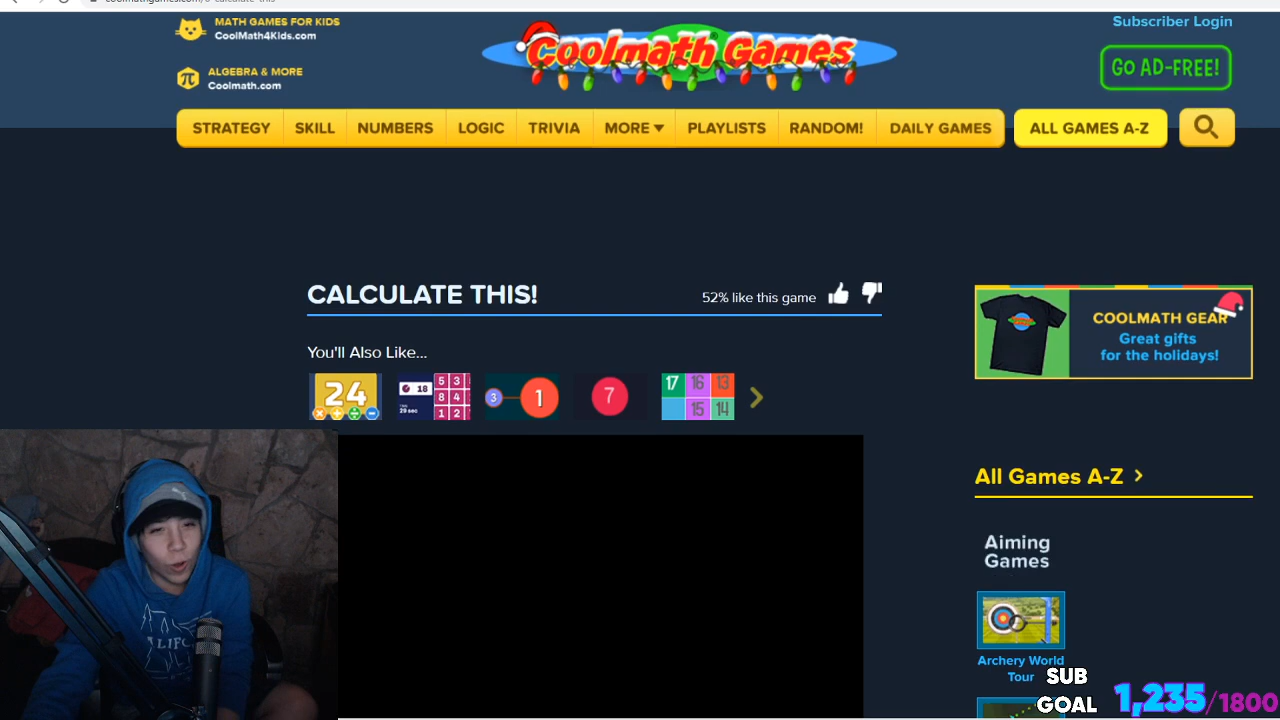 MATH GAMES FOR KIDS
CoolMath4Kids.com
ALGEBRA & MORE
Coolmath.com
Coolmath Games
Subscriber Login
GO AD-FREE!
STRATEGY
SKILL
NUMBERS
LOGIC
TRIVIA
MORE
PLAYLISTS
RANDOM!
DAILY GAMES
ALL GAMES A-Z
CALCULATE THIS!
52% like this game
You'll Also Like...
24
18
5 3
8 4
1 2
3 1
7
17 16 13
15 14
COOLMATH GEAR
Great gifts
for the holidays!
All Games A-Z >
Aiming
Games
Archery World
Tour
SUB
GOAL
1,235/1800